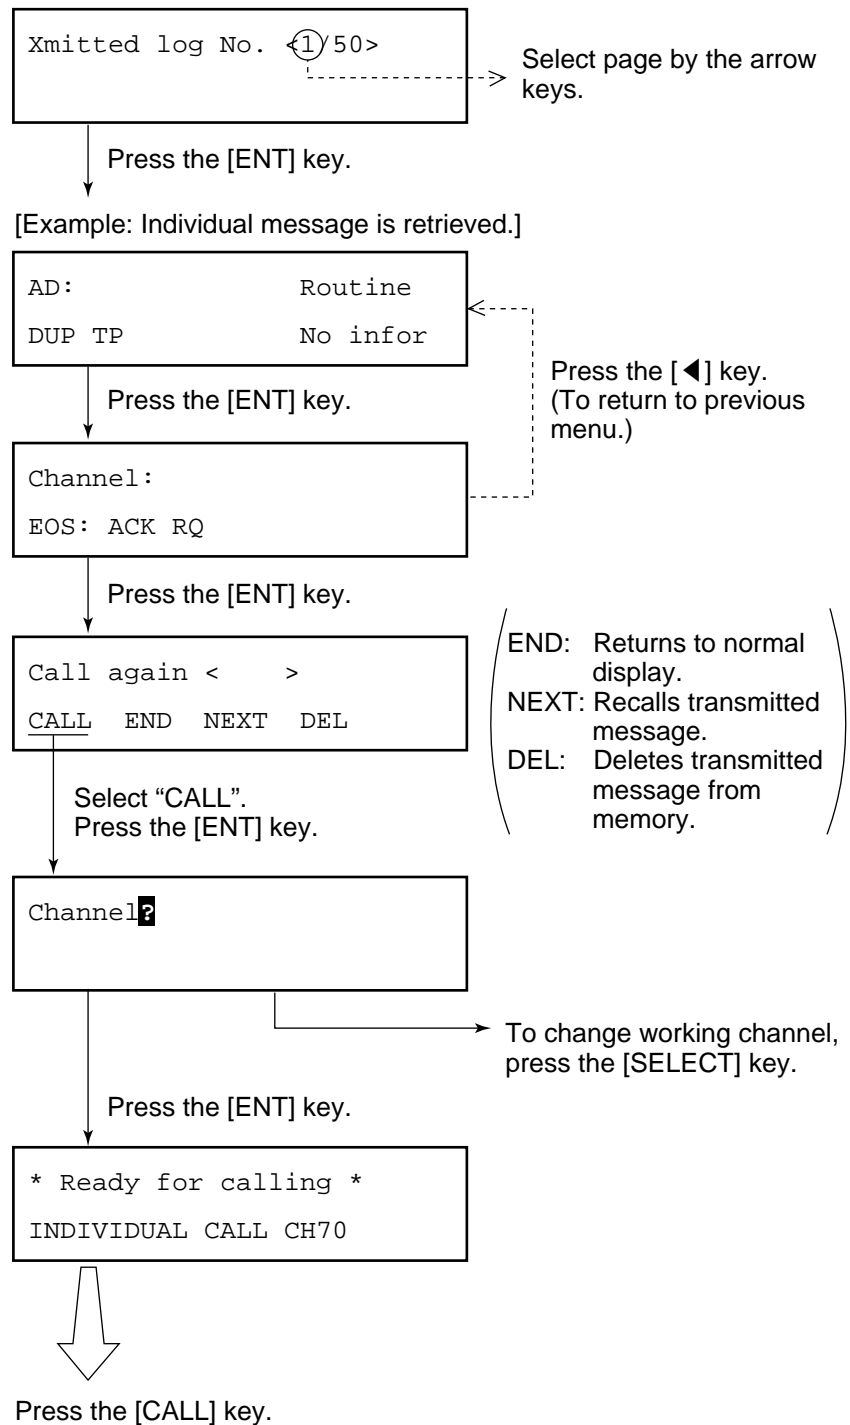 Xmitted log No. <1/50>
Select page by the arrow
keys.
Press the [ENT] key.
[Example: Individual message is retrieved.]
AD: Routine
DUP TP No infor
Press the [◀] key.
(To return to previous
menu.)
Press the [ENT] key.
Channel:
EOS: ACK RQ
Press the [ENT] key.
Call again < >
CALL END NEXT DEL
END: Returns to normal
display.
NEXT: Recalls transmitted
message.
DEL: Deletes transmitted
message from
memory.
Select “CALL”.
Press the [ENT] key.
Channel?
To change working channel,
press the [SELECT] key.
Press the [ENT] key.
* Ready for calling *
INDIVIDUAL CALL CH70
Press the [CALL] key.